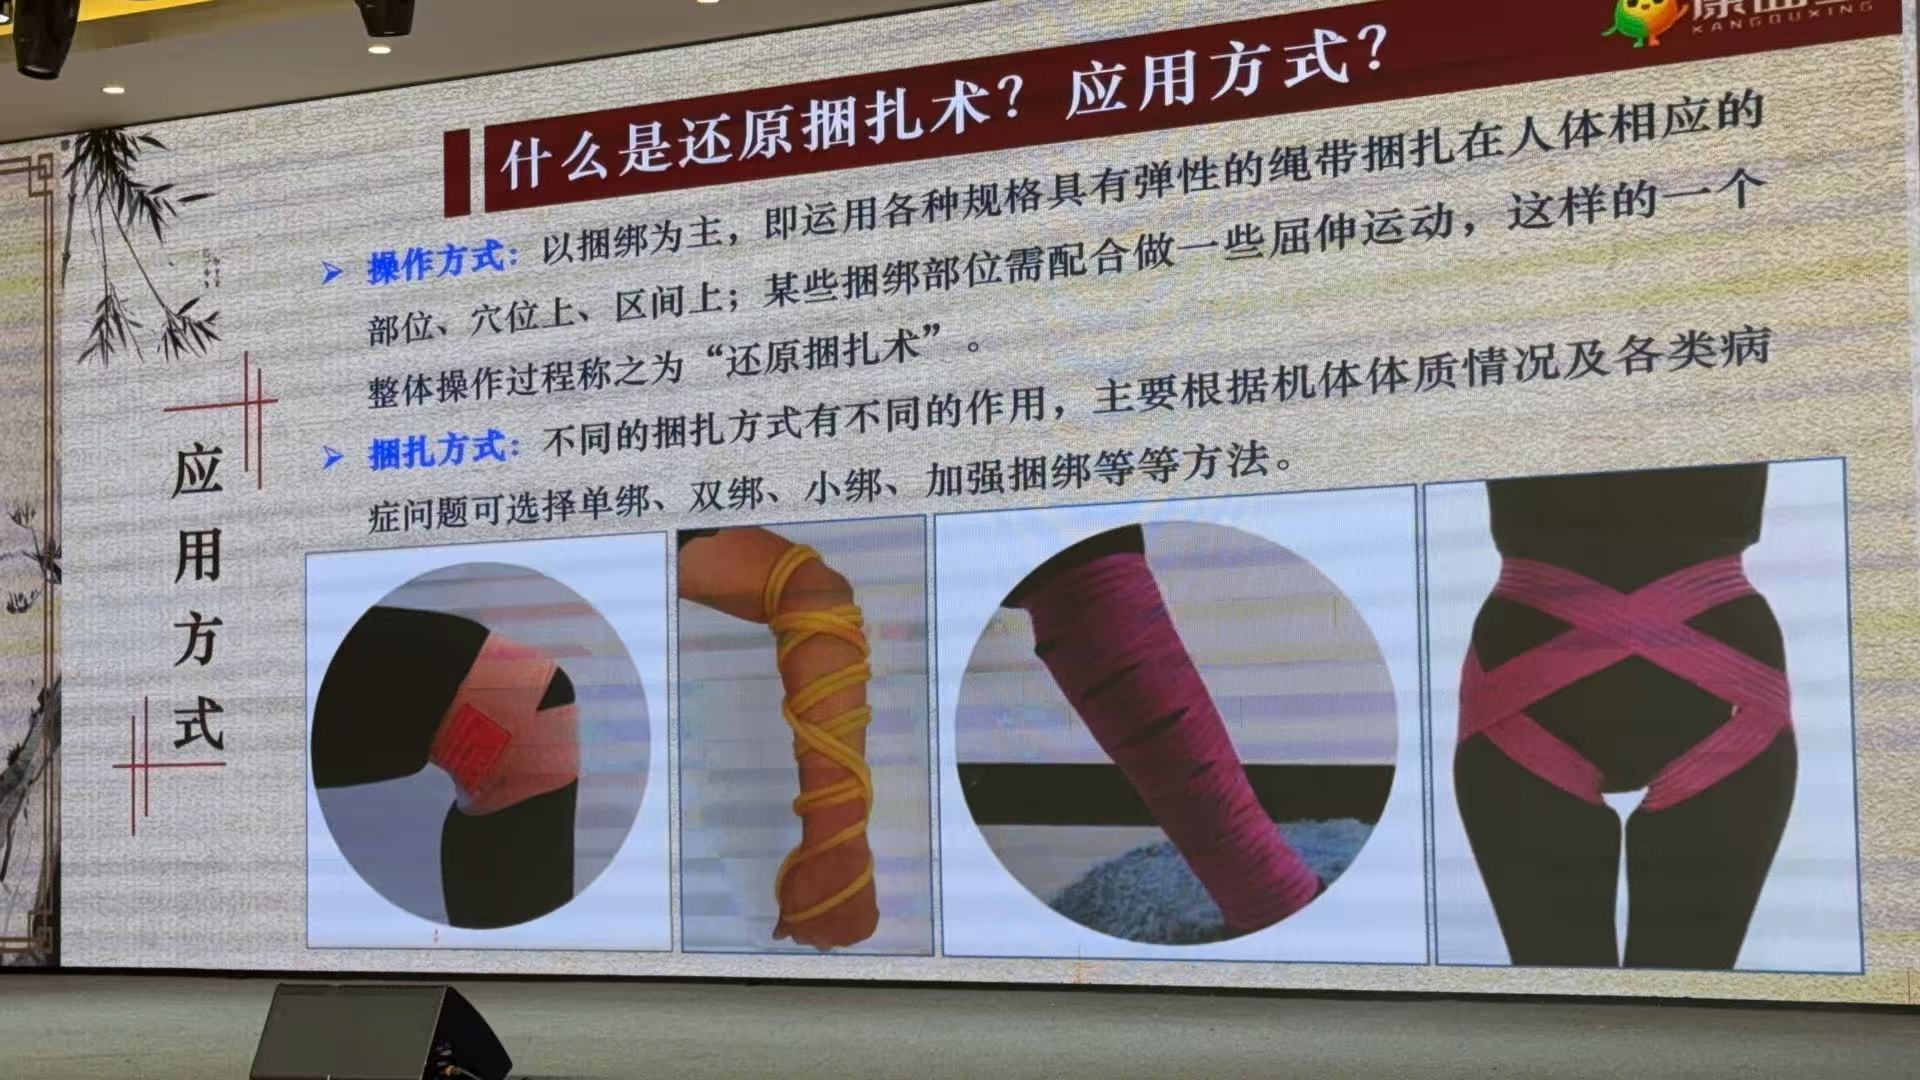 KANGDUXING
什么是还原捆扎术？应用方式？
➢ 操作方式：以捆绑为主，即运用各种规格具有弹性的绳带捆扎在人体相应的
部位、穴位上、区间上；某些捆绑部位需配合做一些屈伸运动，这样的一个
整体操作过程称之为“还原捆扎术”。
➢ 捆扎方式：不同的捆扎方式有不同的作用，主要根据机体体质情况及各类病
症问题可选择单绑、双绑、小绑、加强捆绑等等方法。
应用方式